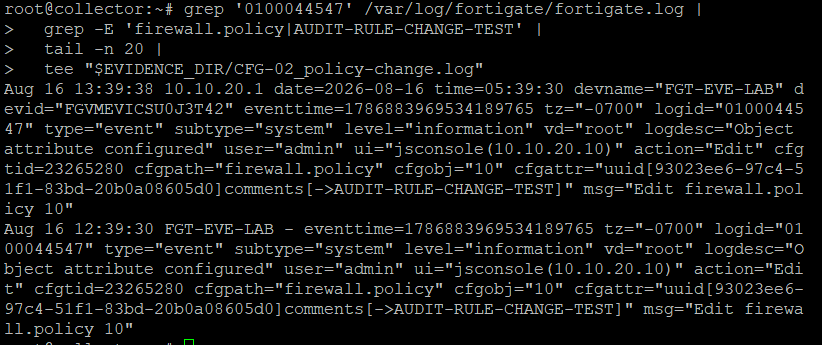 root@collector:~# grep '0100044547' /var/log/fortigate/fortigate.log |
>   grep -E 'firewall.policy|AUDIT-RULE-CHANGE-TEST' |
>   tail -n 20 |
>   tee "$EVIDENCE_DIR/CFG-02_policy-change.log"
Aug 16 13:39:38 10.10.20.1 date=2026-08-16 time=05:39:30 devname="FGT-EVE-LAB" d
evid="FGVMEVICSU0J3T42" eventtime=1786883969534189765 tz="-0700" logid="01000445
47" type="event" subtype="system" level="information" vd="root" logdesc="Object 
attribute configured" user="admin" ui="jsconsole(10.10.20.10)" action="Edit" cfg
tid=23265280 cfgpath="firewall.policy" cfgobj="10" cfgattr="uuid[93023ee6-97c4-5
1f1-83bd-20b0a08605d0]comments[->AUDIT-RULE-CHANGE-TEST]" msg="Edit firewall.pol
icy 10"
Aug 16 12:39:30 FGT-EVE-LAB - eventtime=1786883969534189765 tz="-0700" logid="01
00044547" type="event" subtype="system" level="information" vd="root" logdesc="O
bject attribute configured" user="admin" ui="jsconsole(10.10.20.10)" action="Edi
t" cfgtid=23265280 cfgpath="firewall.policy" cfgobj="10" cfgattr="uuid[93023ee6-
97c4-51f1-83bd-20b0a08605d0]comments[->AUDIT-RULE-CHANGE-TEST]" msg="Edit firewa
ll.policy 10"